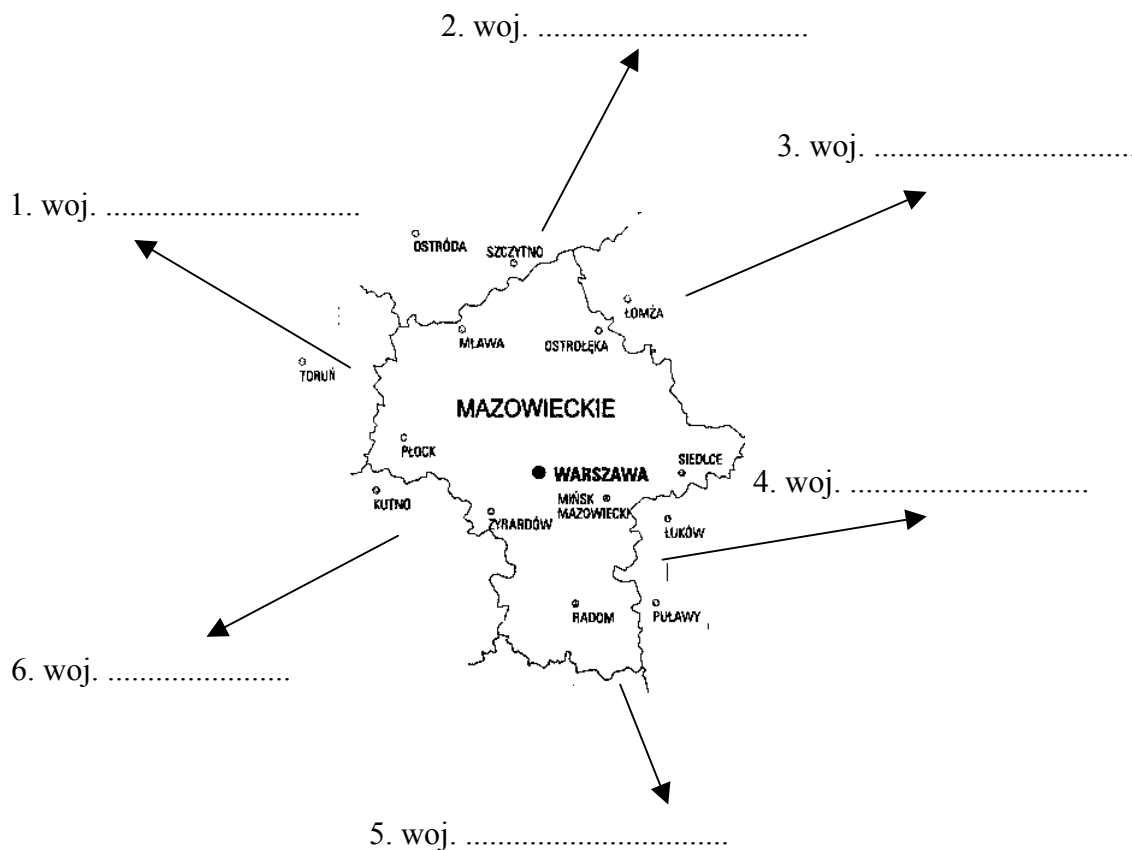 2. woj. ..............................
3. woj. .............................
1. woj. ............................
OSTRÓDA
SZCZYTNO
ŁOMŻA
MŁAWA
OSTROŁĘKA
TORUŃ
MAZOWIECKIE
PŁOCK
WARSZAWA
SIEDLCE
4. woj. ...........................
KUTNO
ŻYRARDÓW
MIŃSK
MAZOWIECKI
ŁUKÓW
RADOM
PUŁAWY
6. woj. .....................
5. woj. .............................